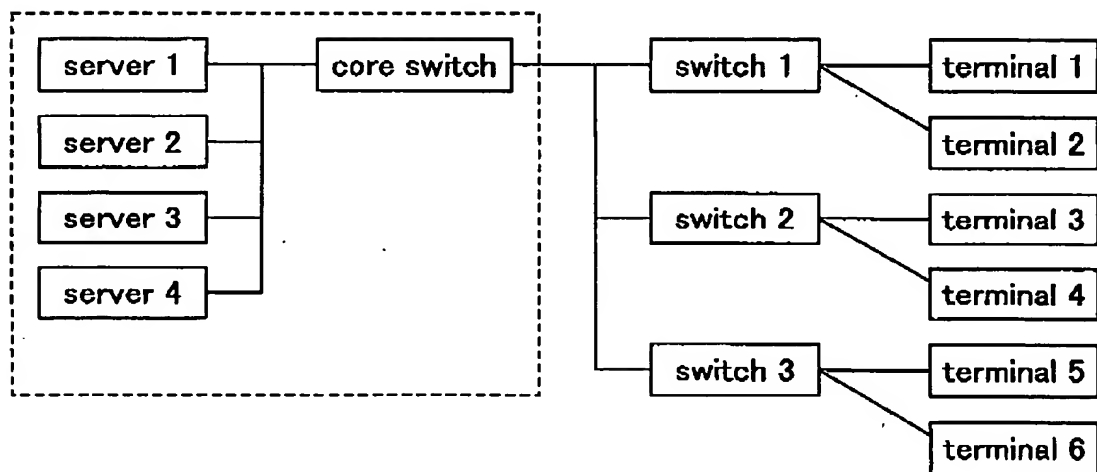 server 1
core switch
switch 1
terminal 1
server 2
terminal 2
server 3
switch 2
terminal 3
server 4
terminal 4
switch 3
terminal 5
terminal 6